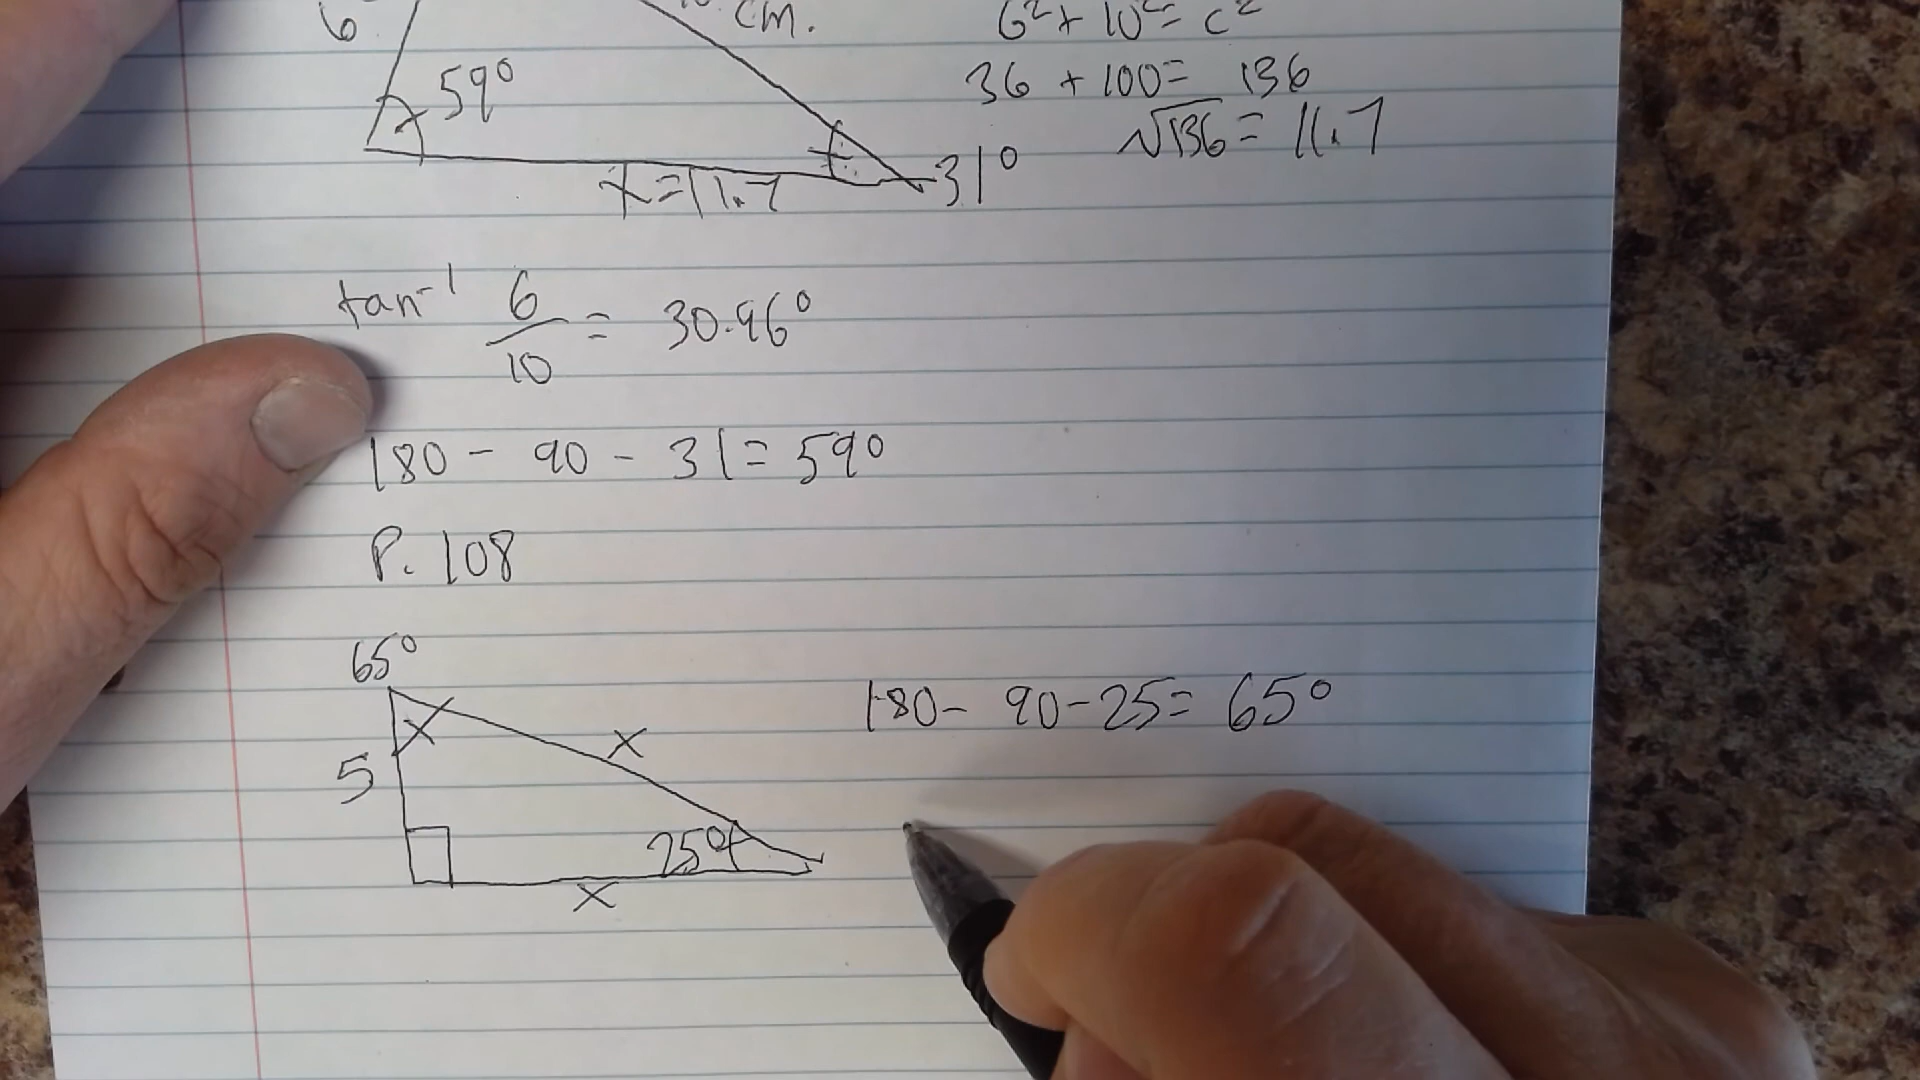 6 cm. 6² + 10² = c²
59° 36 + 100 = 136
√136 = 11.7
x = 11.7 31°
tan⁻¹ 6/10 = 30.96°
180 - 90 - 31 = 59°
P. 108
65°
180 - 90 - 25 = 65°
x x
5
25°
x